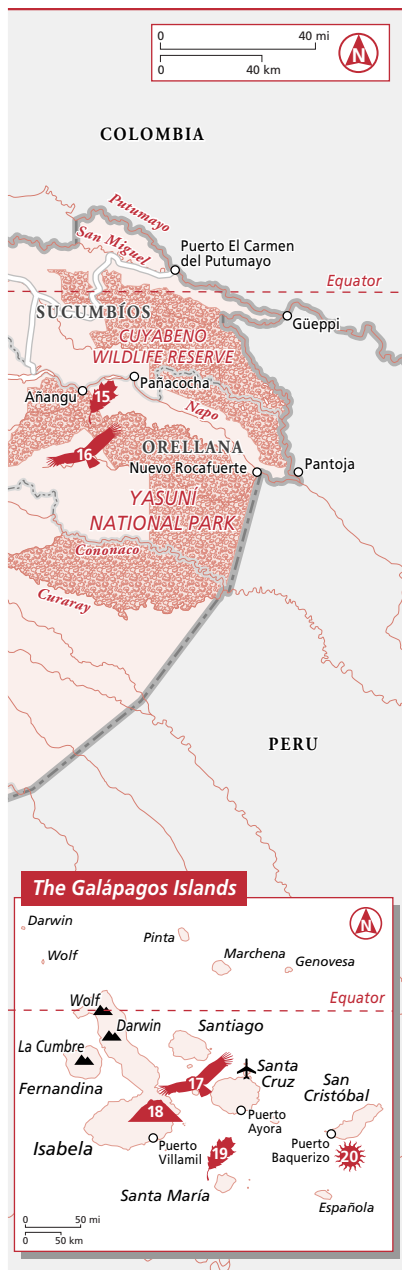 0 40 mi
0 40 km
N
COLOMBIA
Putumayo
San Miguel
Puerto El Carmen
del Putumayo
Equator
SUCUMBÍOS
Güeppi
CUYABENO
WILDLIFE RESERVE
Pañacocha
Añangu
15
Napo
16
ORELLANA
Nuevo Rocafuerte
Pantoja
YASUNÍ
NATIONAL PARK
Cononaco
Curaray
PERU
The Galápagos Islands
N
Darwin
Pinta
Wolf
Marchena
Genovesa
Wolf
Equator
Darwin
Santiago
La Cumbre
Santa
Cruz
17
Fernandina
San
Cristóbal
18
Puerto
Ayora
Isabela
Puerto
Villamil
19
Puerto
Baquerizo
20
Santa María
Española
0 50 mi
0 50 km